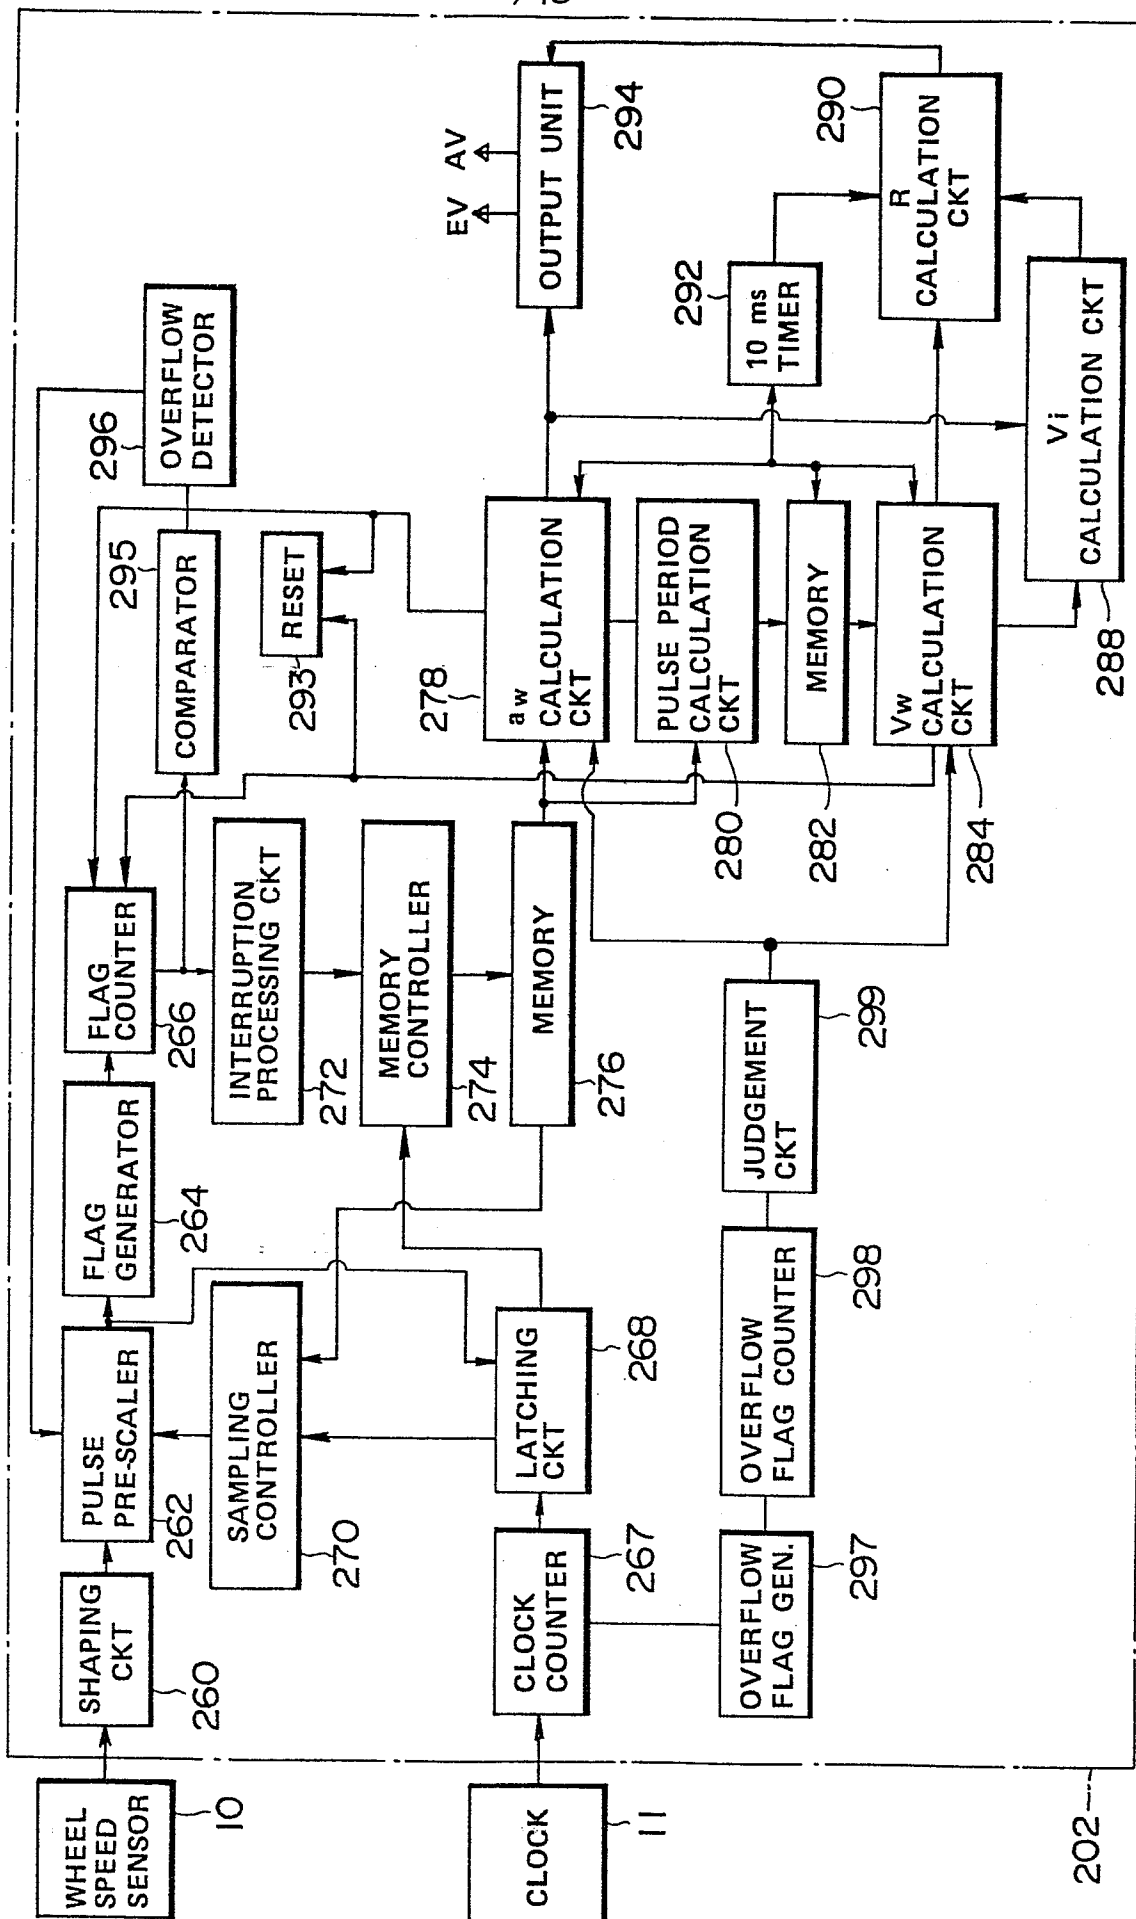 WHEEL
SPEED
SENSOR
10
SHAPING
CKT
260
PULSE
PRE-SCALER
262
FLAG
GENERATOR
264
FLAG
COUNTER
266
SAMPLING
CONTROLLER
270
INTERRUPTION
PROCESSING CKT
272
COMPARATOR
295
OVERFLOW
DETECTOR
296
RESET
293
MEMORY
CONTROLLER
274
CLOCK
11
CLOCK
COUNTER
267
LATCHING
CKT
268
MEMORY
276
aw
CALCULATION
CKT
278
OUTPUT UNIT
294
EV
AV
PULSE PERIOD
CALCULATION
CKT
280
10 ms
TIMER
292
MEMORY
282
OVERFLOW
FLAG GEN.
297
OVERFLOW
FLAG COUNTER
298
JUDGEMENT
CKT
299
Vw
CALCULATION
CKT
284
R
CALCULATION
CKT
290
Vi
CALCULATION CKT
288
202